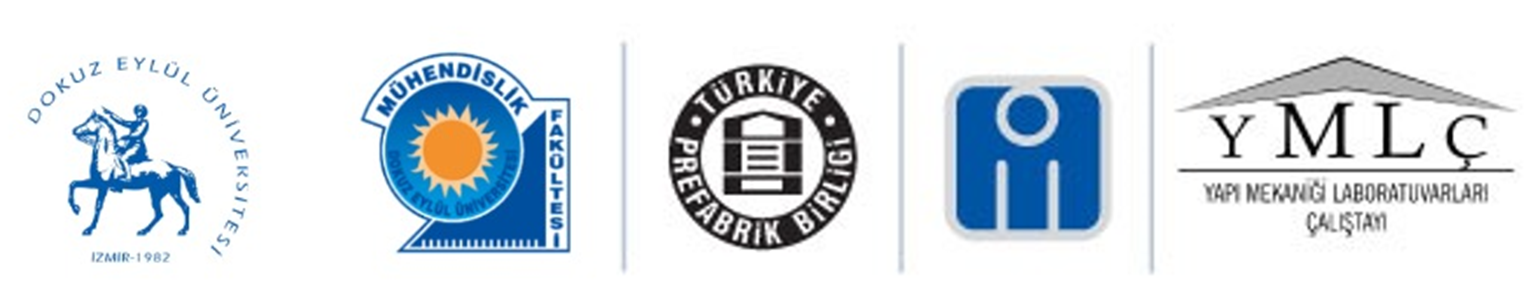 DOKUZ EYLÜL ÜNİVERSİTESİ
IZMIR-1982
MÜHENDİSLİK
FAKÜLTESİ
DOKUZ EYLÜL ÜNİVERSİTESİ
• TÜRKİYE •
PREFABRİK BİRLİĞİ
YMLÇ
YAPI MEKANİĞİ LABORATUVARLARI
ÇALIŞTAYI